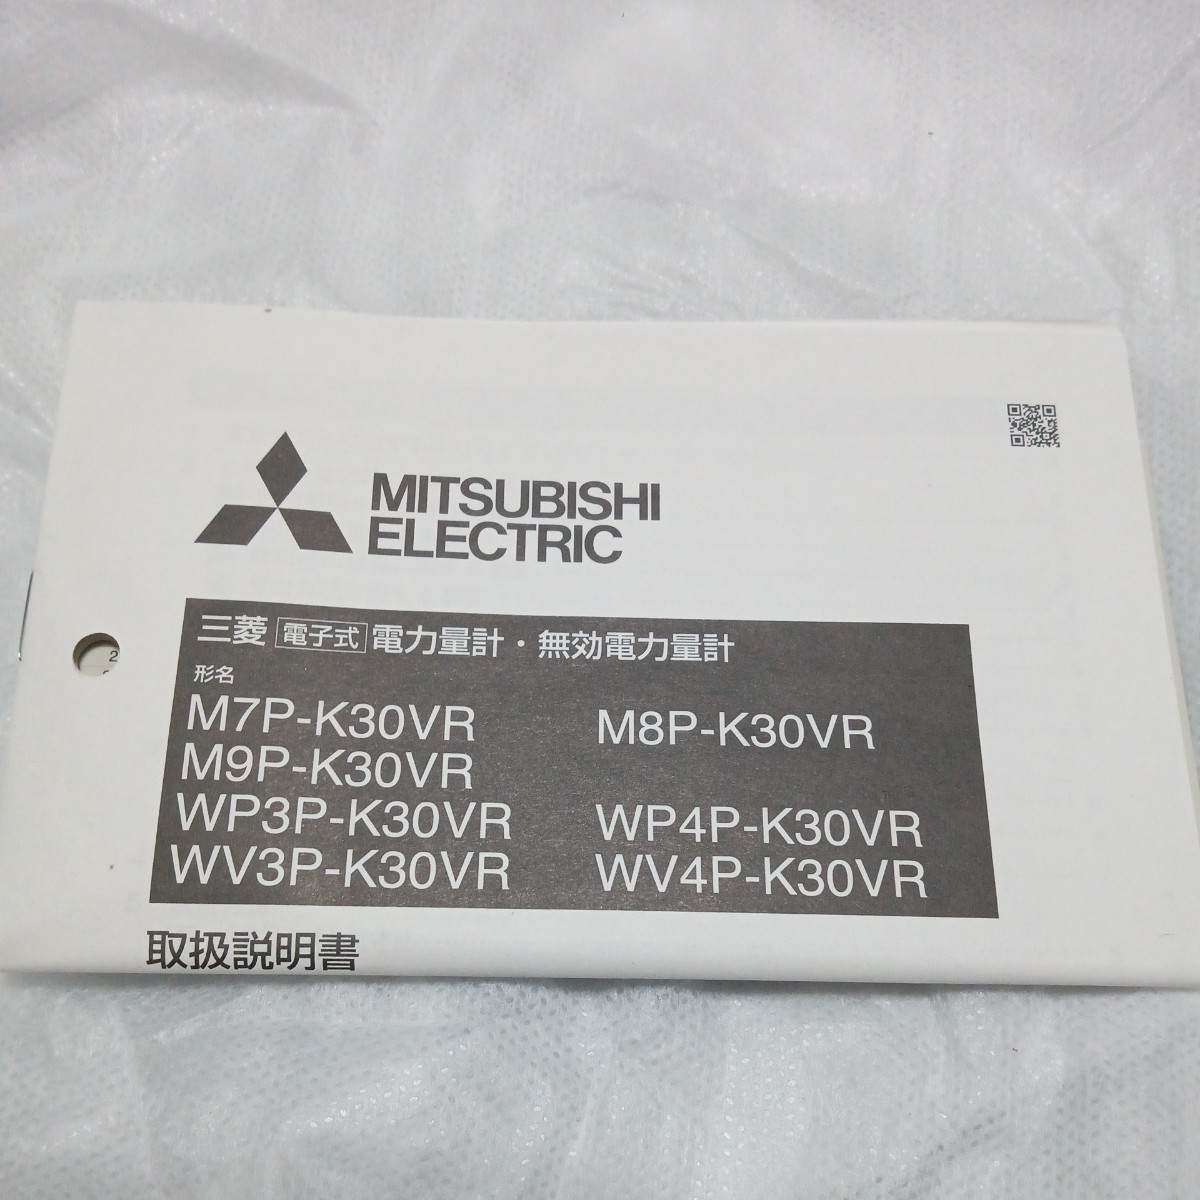 MITSUBISHI
ELECTRIC
三菱 電子式 電力量計・無効電力量計
形名
M7P-K30VR M8P-K30VR
M9P-K30VR
WP3P-K30VR WP4P-K30VR
WV3P-K30VR WV4P-K30VR
取扱説明書
2